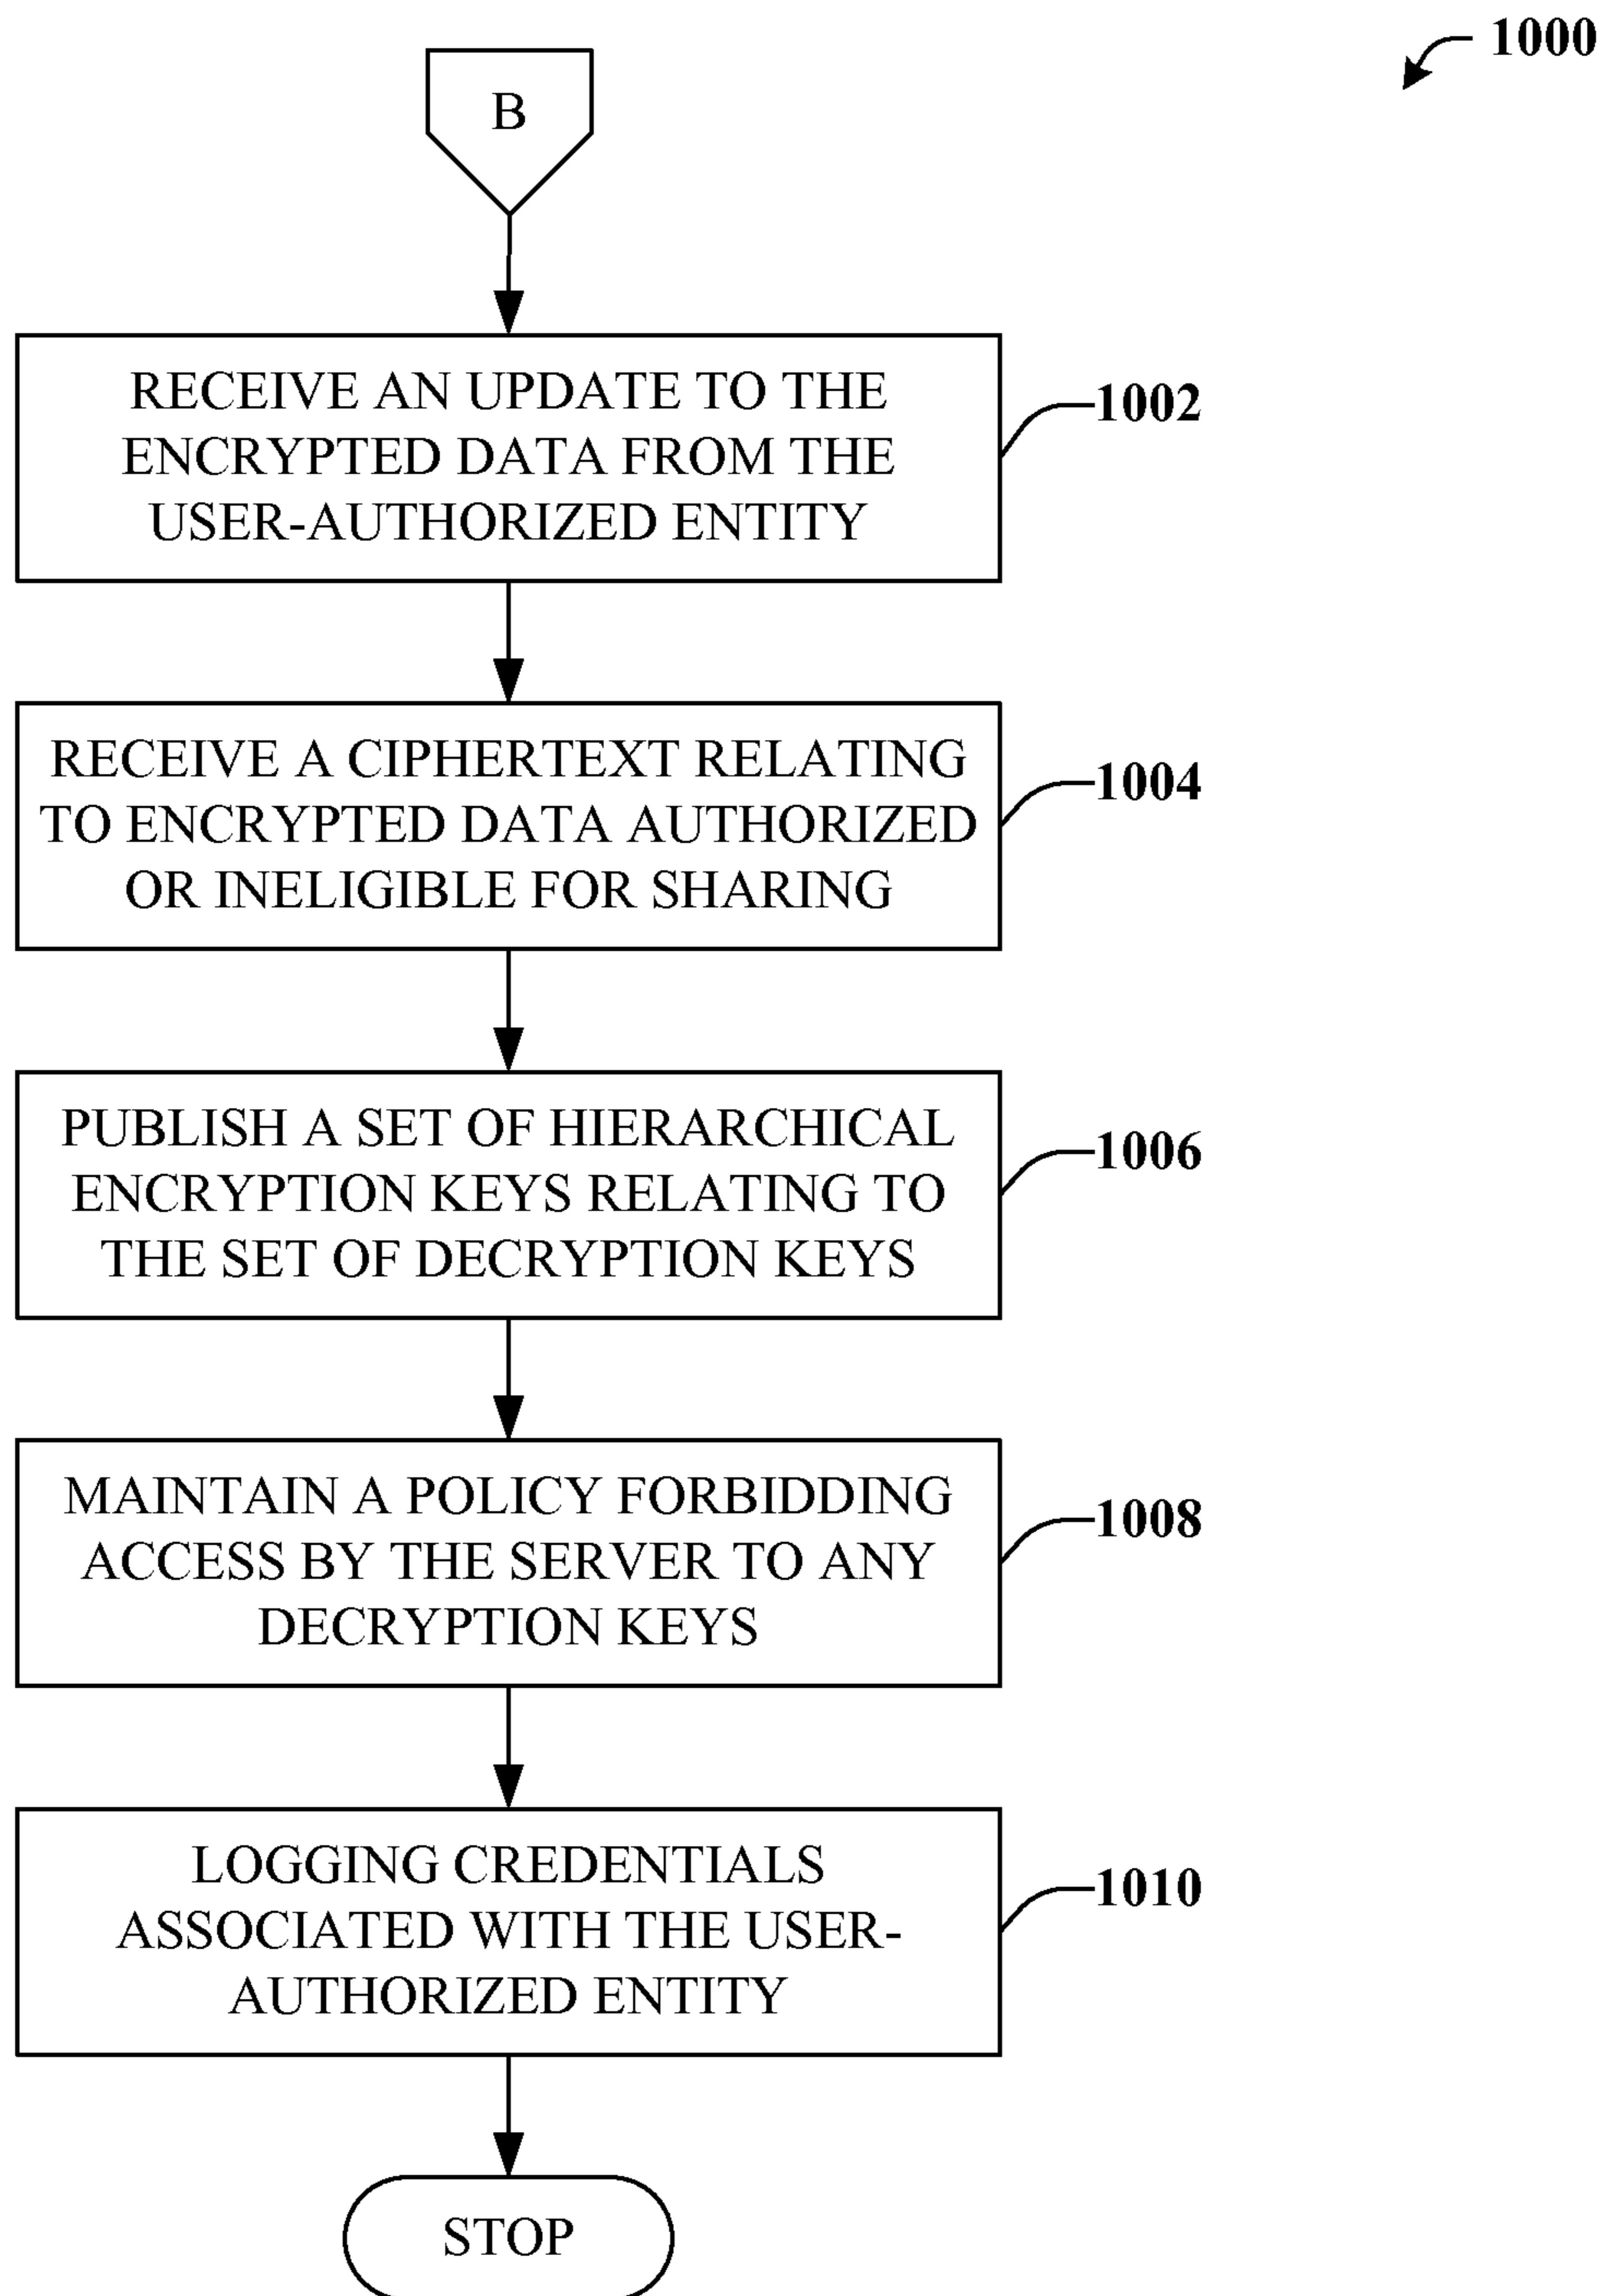 1000
B
RECEIVE AN UPDATE TO THE
ENCRYPTED DATA FROM THE
USER-AUTHORIZED ENTITY
1002
RECEIVE A CIPHERTEXT RELATING
TO ENCRYPTED DATA AUTHORIZED
OR INELIGIBLE FOR SHARING
1004
PUBLISH A SET OF HIERARCHICAL
ENCRYPTION KEYS RELATING TO
THE SET OF DECRYPTION KEYS
1006
MAINTAIN A POLICY FORBIDDING
ACCESS BY THE SERVER TO ANY
DECRYPTION KEYS
1008
LOGGING CREDENTIALS
ASSOCIATED WITH THE USER-
AUTHORIZED ENTITY
1010
STOP